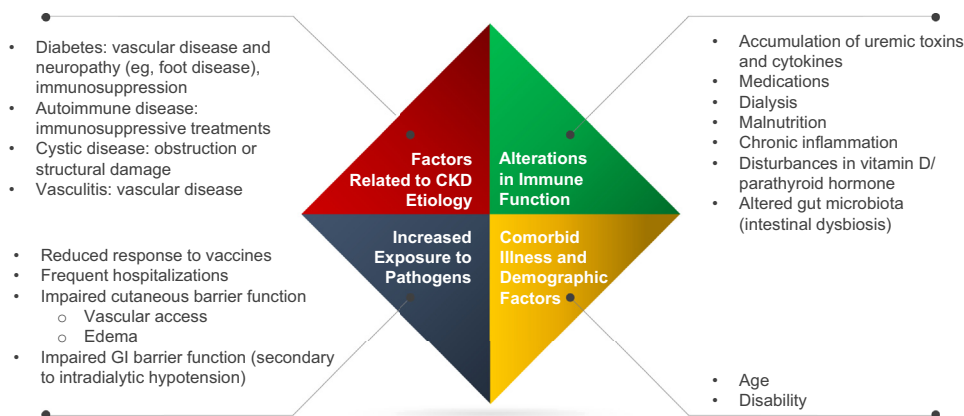 • Diabetes: vascular disease and
neuropathy (eg, foot disease),
immunosuppression
• Autoimmune disease:
immunosuppressive treatments
• Cystic disease: obstruction or
structural damage
• Vasculitis: vascular disease
Factors
Related to CKD
Etiology
Alterations
in Immune
Function
• Accumulation of uremic toxins
and cytokines
• Medications
• Dialysis
• Malnutrition
• Chronic inflammation
• Disturbances in vitamin D/
parathyroid hormone
• Altered gut microbiota
(intestinal dysbiosis)
• Reduced response to vaccines
• Frequent hospitalizations
• Impaired cutaneous barrier function
o Vascular access
o Edema
• Impaired GI barrier function (secondary
to intradialytic hypotension)
Increased
Exposure to
Pathogens
Comorbid
Illness and
Demographic
Factors
• Age
• Disability